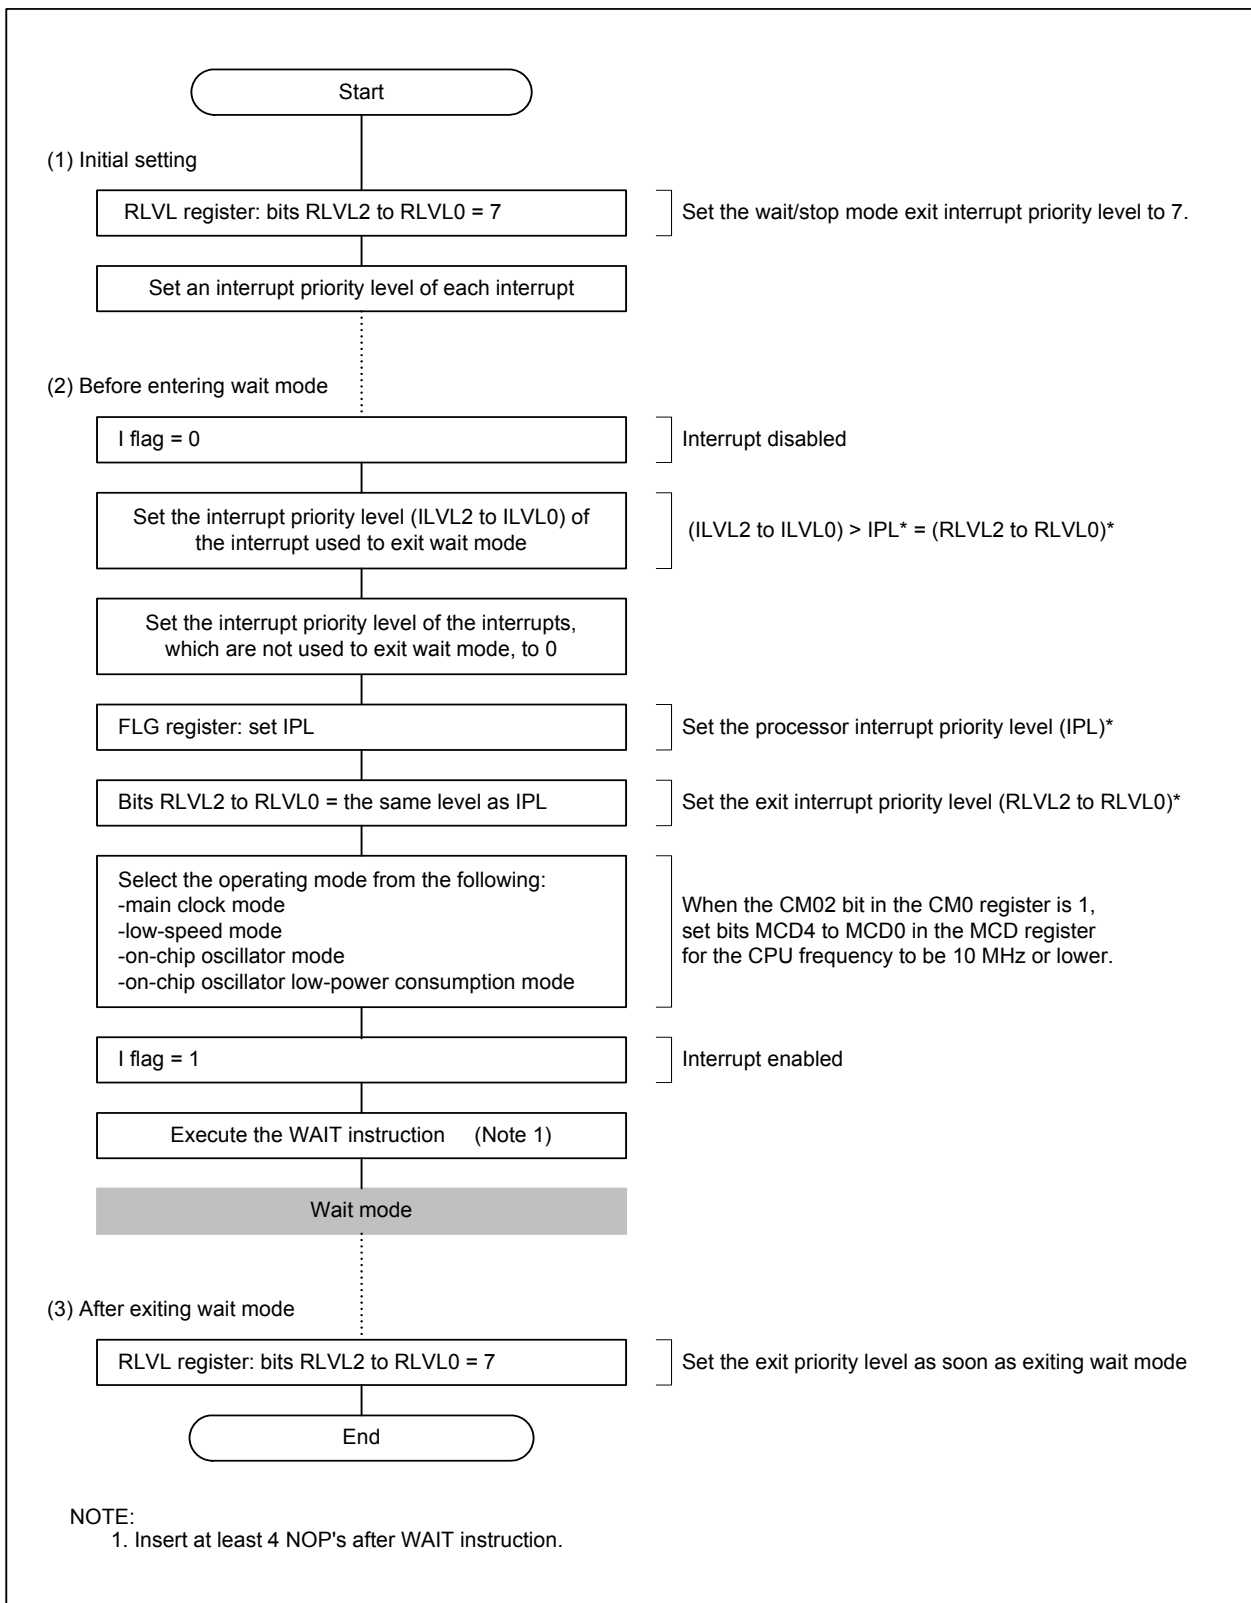 Start
(1) Initial setting
RLVL register: bits RLVL2 to RLVL0 = 7
Set the wait/stop mode exit interrupt priority level to 7.
Set an interrupt priority level of each interrupt
(2) Before entering wait mode
I flag = 0
Interrupt disabled
Set the interrupt priority level (ILVL2 to ILVL0) of
the interrupt used to exit wait mode
(ILVL2 to ILVL0) > IPL* = (RLVL2 to RLVL0)*
Set the interrupt priority level of the interrupts,
which are not used to exit wait mode, to 0
FLG register: set IPL
Set the processor interrupt priority level (IPL)*
Bits RLVL2 to RLVL0 = the same level as IPL
Set the exit interrupt priority level (RLVL2 to RLVL0)*
Select the operating mode from the following:
-main clock mode
-low-speed mode
-on-chip oscillator mode
-on-chip oscillator low-power consumption mode
When the CM02 bit in the CM0 register is 1,
set bits MCD4 to MCD0 in the MCD register
for the CPU frequency to be 10 MHz or lower.
I flag = 1
Interrupt enabled
Execute the WAIT instruction (Note 1)
Wait mode
(3) After exiting wait mode
RLVL register: bits RLVL2 to RLVL0 = 7
Set the exit priority level as soon as exiting wait mode
End
NOTE:
1. Insert at least 4 NOP's after WAIT instruction.